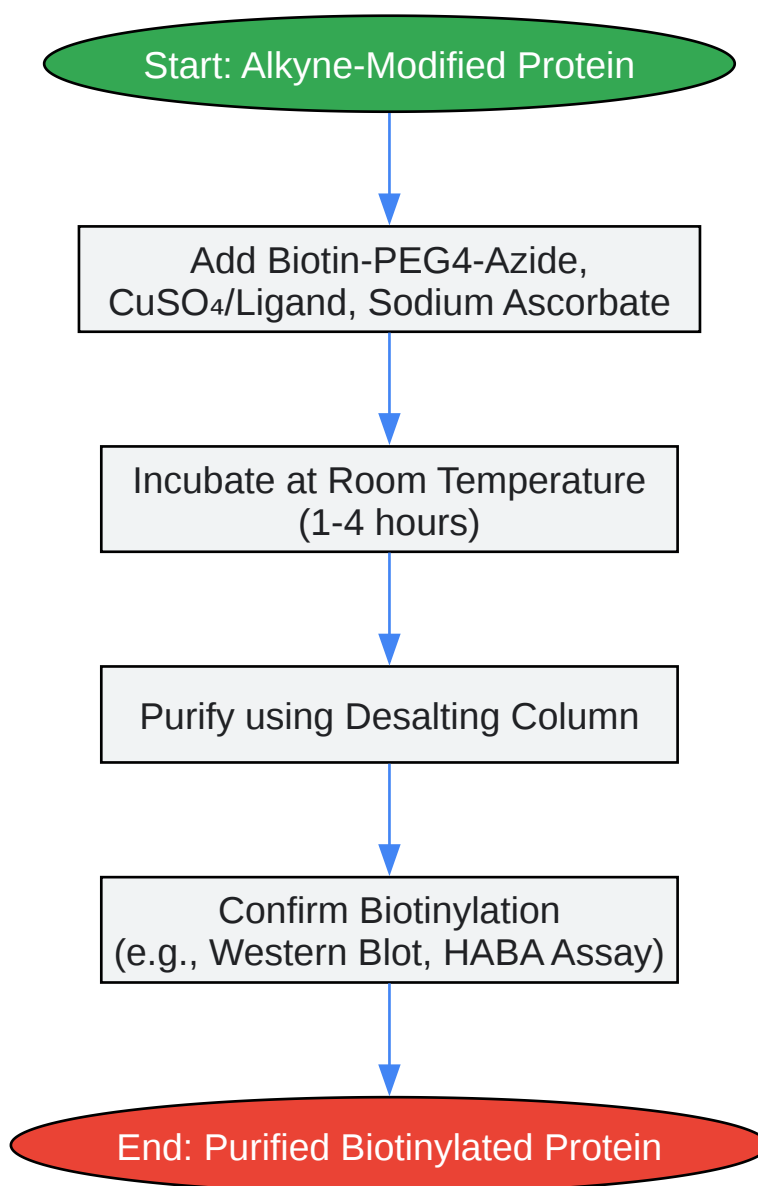 Start: Alkyne-Modified Protein
Add Biotin-PEG4-Azide,
CuSO₄/Ligand, Sodium Ascorbate
Incubate at Room Temperature
(1-4 hours)
Purify using Desalting Column
Confirm Biotinylation
(e.g., Western Blot, HABA Assay)
End: Purified Biotinylated Protein